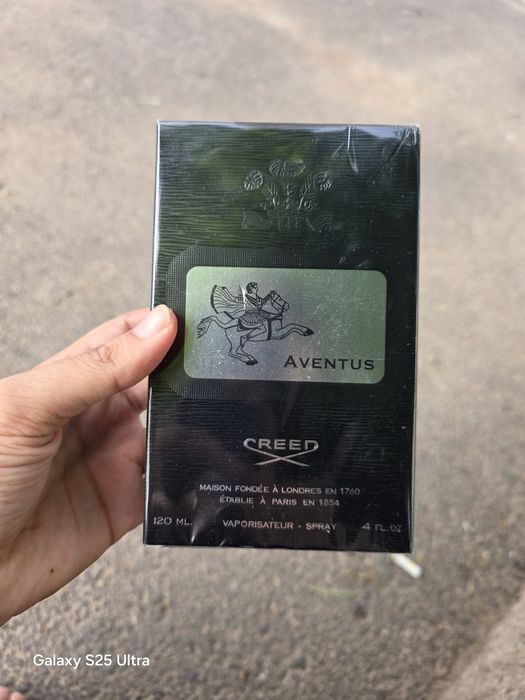 AVENTUS
CREED
MAISON FONDÉE À LONDRES EN 1760
ÉTABLIE À PARIS EN 1854
120 ML. VAPORISATEUR - SPRAY 4 FL.OZ
Galaxy S25 Ultra